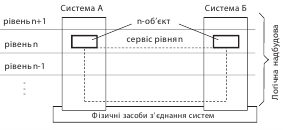 Система А
Система Б
рівень n+1
n-об’єкт
рівень n
сервіс рівня n
рівень n-1
Фізичні засоби з’єднання систем
Логічна надбудова